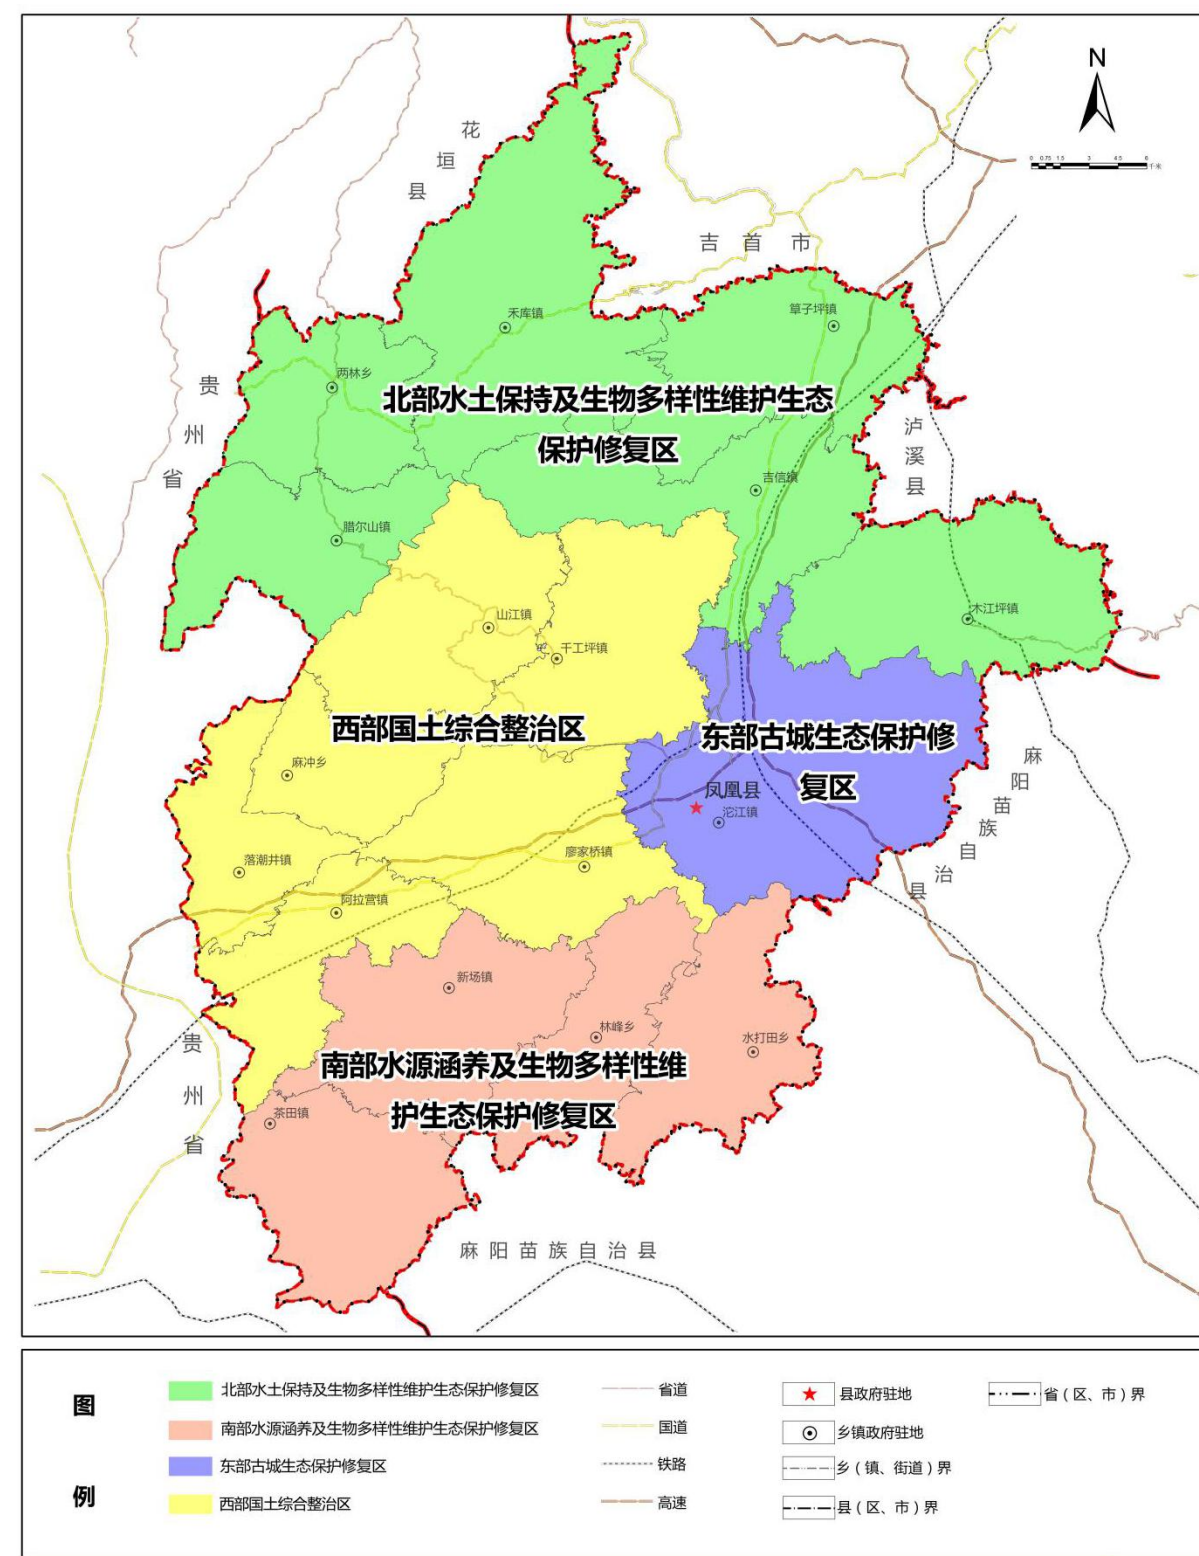 N
0 0.75 1.5 3 4.5 6
千米
花垣县
吉首市
禾库镇
筸子坪镇
两林乡
贵州省
北部水土保持及生物多样性维护生态
保护修复区
泸溪县
吉信镇
腊尔山镇
山江镇
木江坪镇
千工坪镇
西部国土综合整治区
东部古城生态保护修
复区
麻冲乡
凤凰县
沱江镇
麻阳苗族自治县
落潮井镇
廖家桥镇
阿拉营镇
新场镇
林峰乡
水打田乡
贵州省
南部水源涵养及生物多样性维
护生态保护修复区
茶田镇
麻阳苗族自治县
图例
北部水土保持及生物多样性维护生态保护修复区
南部水源涵养及生物多样性维护生态保护修复区
东部古城生态保护修复区
西部国土综合整治区
省道
国道
铁路
高速
县政府驻地
乡镇政府驻地
乡（镇、街道）界
县（区、市）界
省（区、市）界